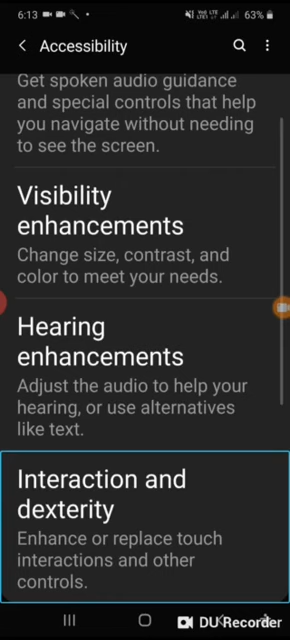 6:13
63%
Accessibility
Get spoken audio guidance
and special controls that help
you navigate without needing
to see the screen.
Visibility
enhancements
Change size, contrast, and
color to meet your needs.
Hearing
enhancements
Adjust the audio to help your
hearing, or use alternatives
like text.
Interaction and
dexterity
Enhance or replace touch
interactions and other
controls.
DU Recorder